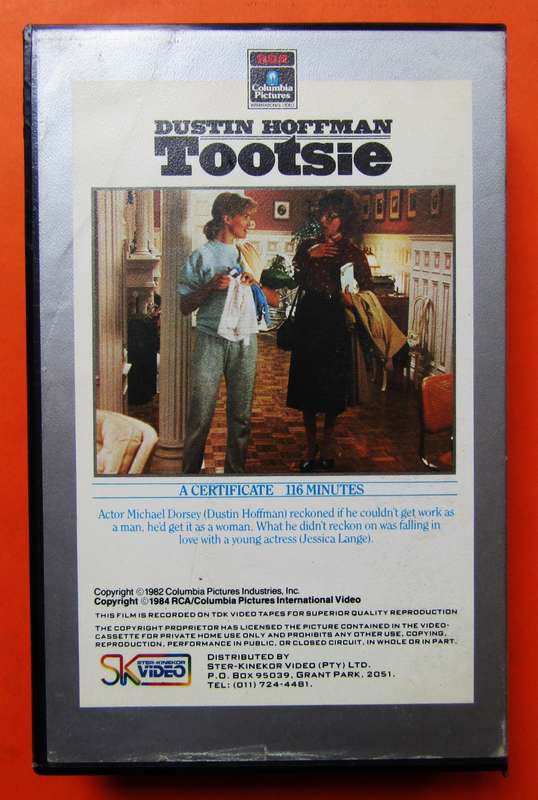 RCA
Columbia
Pictures
INTERNATIONAL VIDEO
DUSTIN HOFFMAN
Tootsie
A CERTIFICATE 116 MINUTES
Actor Michael Dorsey (Dustin Hoffman) reckoned if he couldn't get work as
a man, he'd get it as a woman. What he didn't reckon on was falling in
love with a young actress (Jessica Lange).
Copyright ©1982 Columbia Pictures Industries, Inc.
Copyright ©1984 RCA/Columbia Pictures International Video
THIS FILM IS RECORDED ON TDK VIDEO TAPES FOR SUPERIOR QUALITY REPRODUCTION
THE COPYRIGHT PROPRIETOR HAS LICENSED THE PICTURE CONTAINED IN THE VIDEO-
CASSETTE FOR PRIVATE HOME USE ONLY AND PROHIBITS ANY OTHER USE, COPYING,
REPRODUCTION, PERFORMANCE IN PUBLIC, OR CLOSED CIRCUIT, IN WHOLE OR IN PART.
SK STER-KINEKOR VIDEO
DISTRIBUTED BY
STER-KINEKOR VIDEO (PTY) LTD.
P.O. BOX 95039, GRANT PARK, 2051.
TEL: (011) 724-4481.